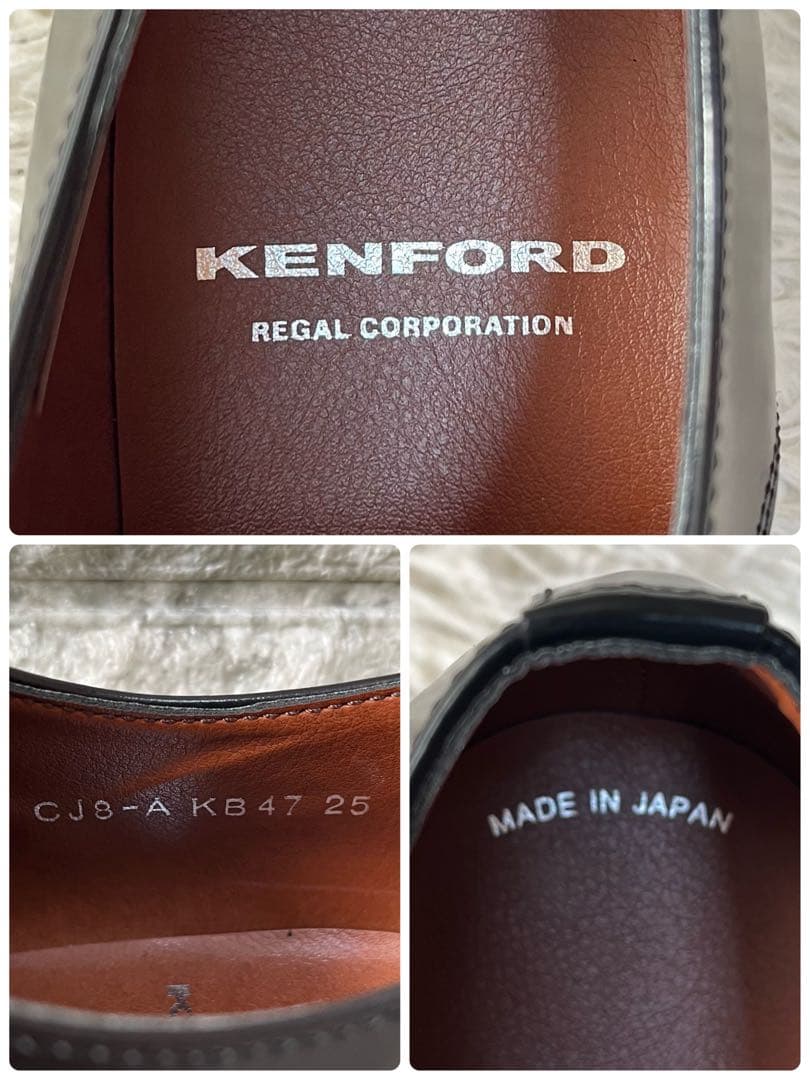 KENFORD
REGAL CORPORATION
CJ8-A KB47 25
MADE IN JAPAN